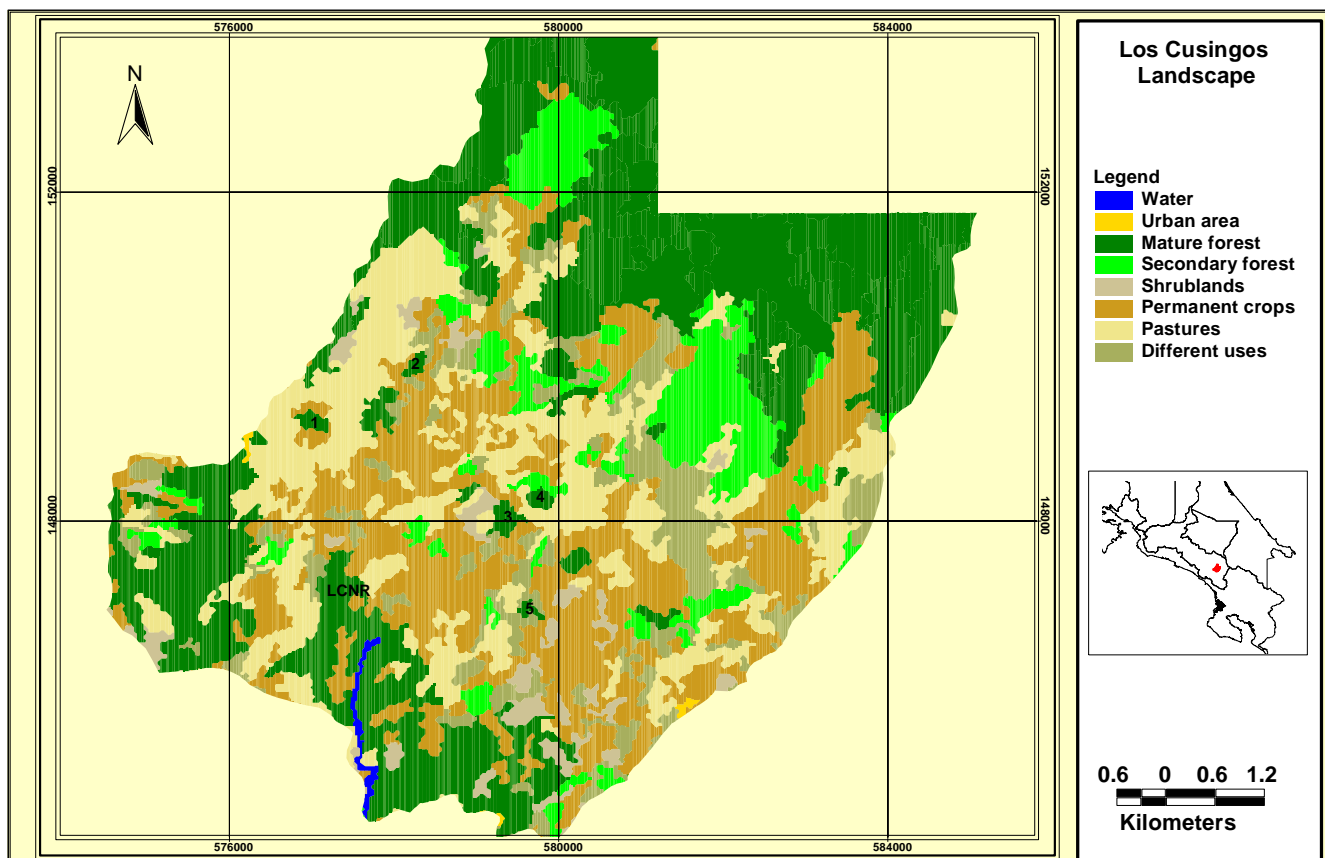 576000
580000
584000
N
152000
152000
148000
148000
2
1
4
3
LCNR
5
576000
580000
584000
Los Cusingos
Landscape
Legend
Water
Urban area
Mature forest
Secondary forest
Shrublands
Permanent crops
Pastures
Different uses
0.6 0 0.6 1.2
Kilometers